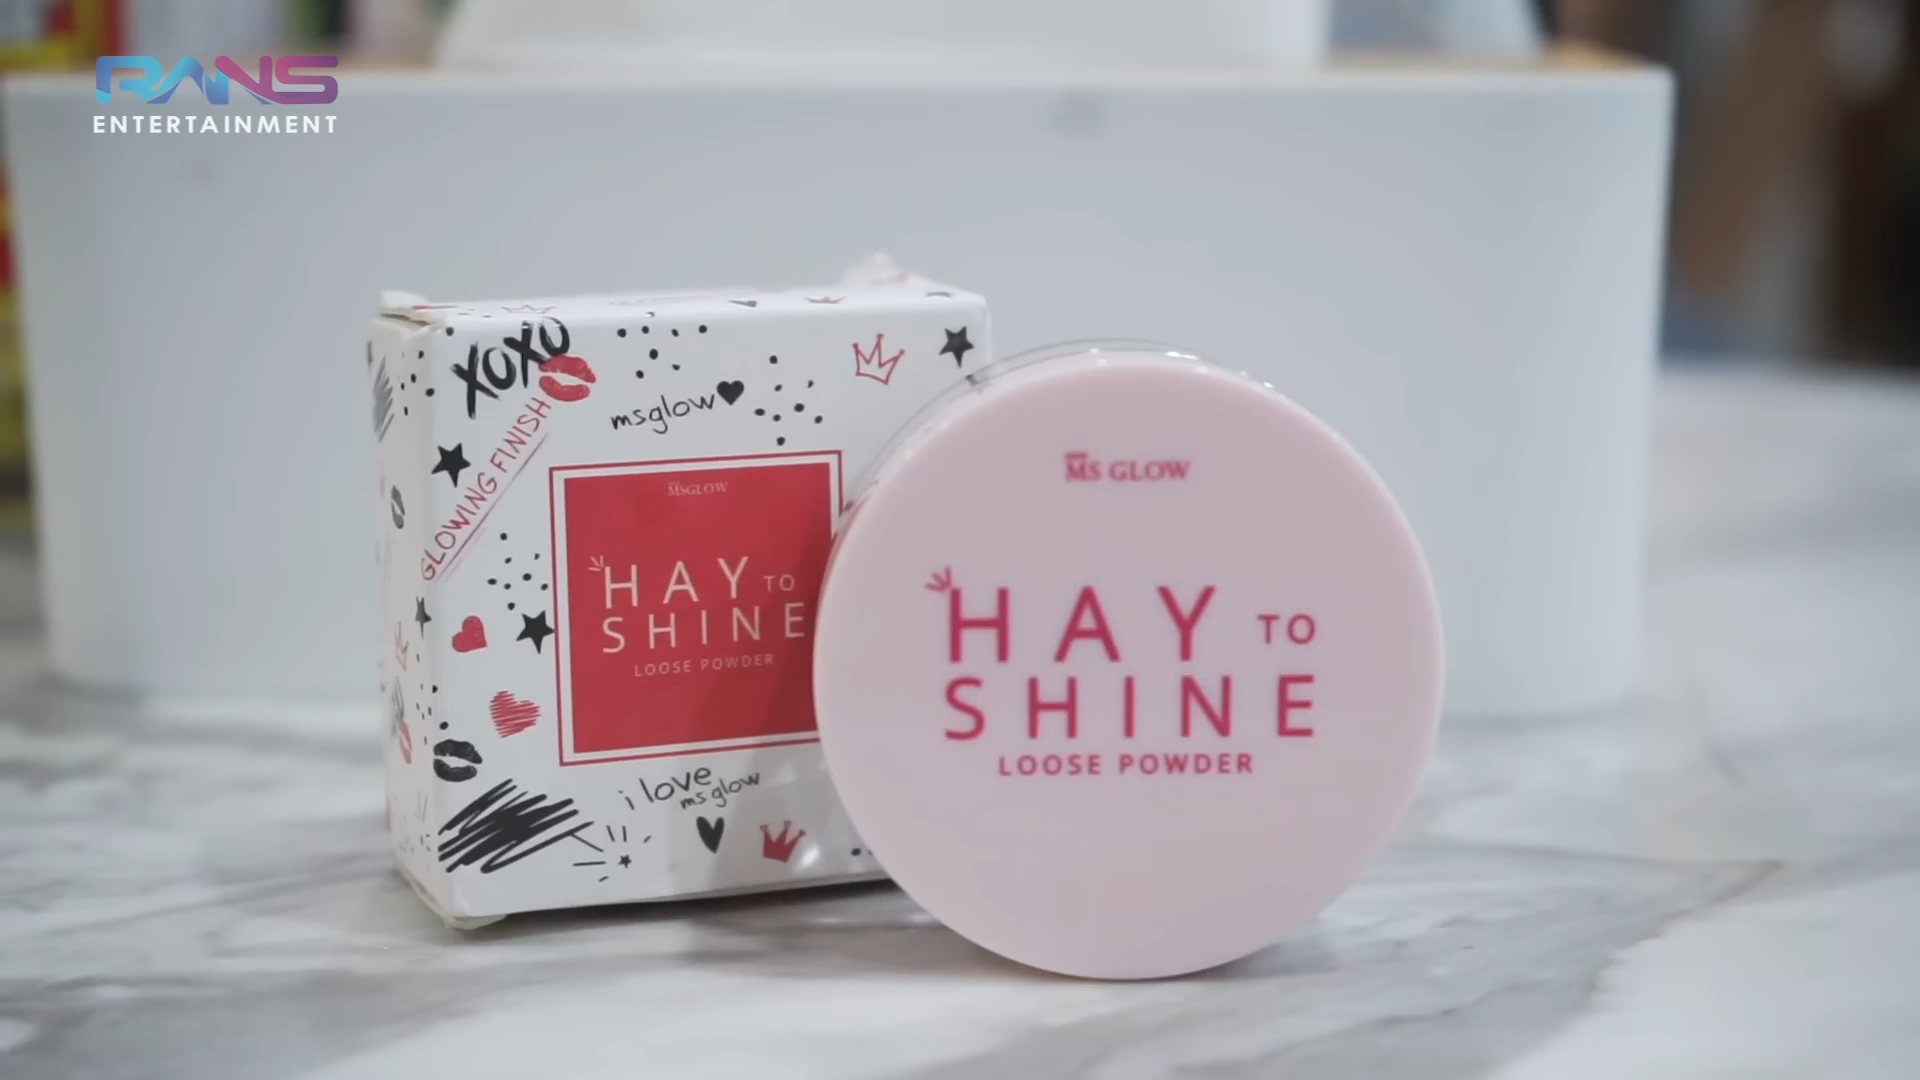 RANS
ENTERTAINMENT
XOXO
GLOWING FINISH
msglow
MSGLOW
HAY TO
SHINE
LOOSE POWDER
i love
ms glow
MS GLOW
HAY TO
SHINE
LOOSE POWDER